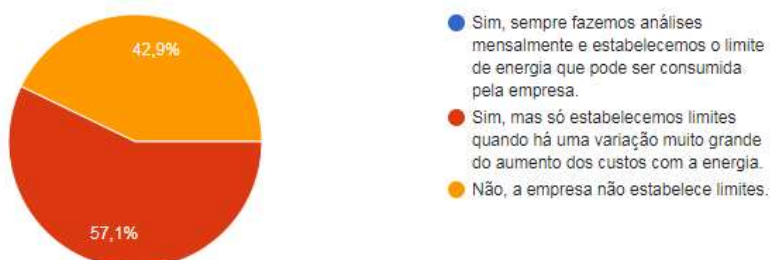 42,9%
57,1%
Sim, sempre fazemos análises
mensalmente e estabelecemos o limite
de energia que pode ser consumida
pela empresa.
Sim, mas só estabelecemos limites
quando há uma variação muito grande
do aumento dos custos com a energia.
Não, a empresa não estabelece limites.